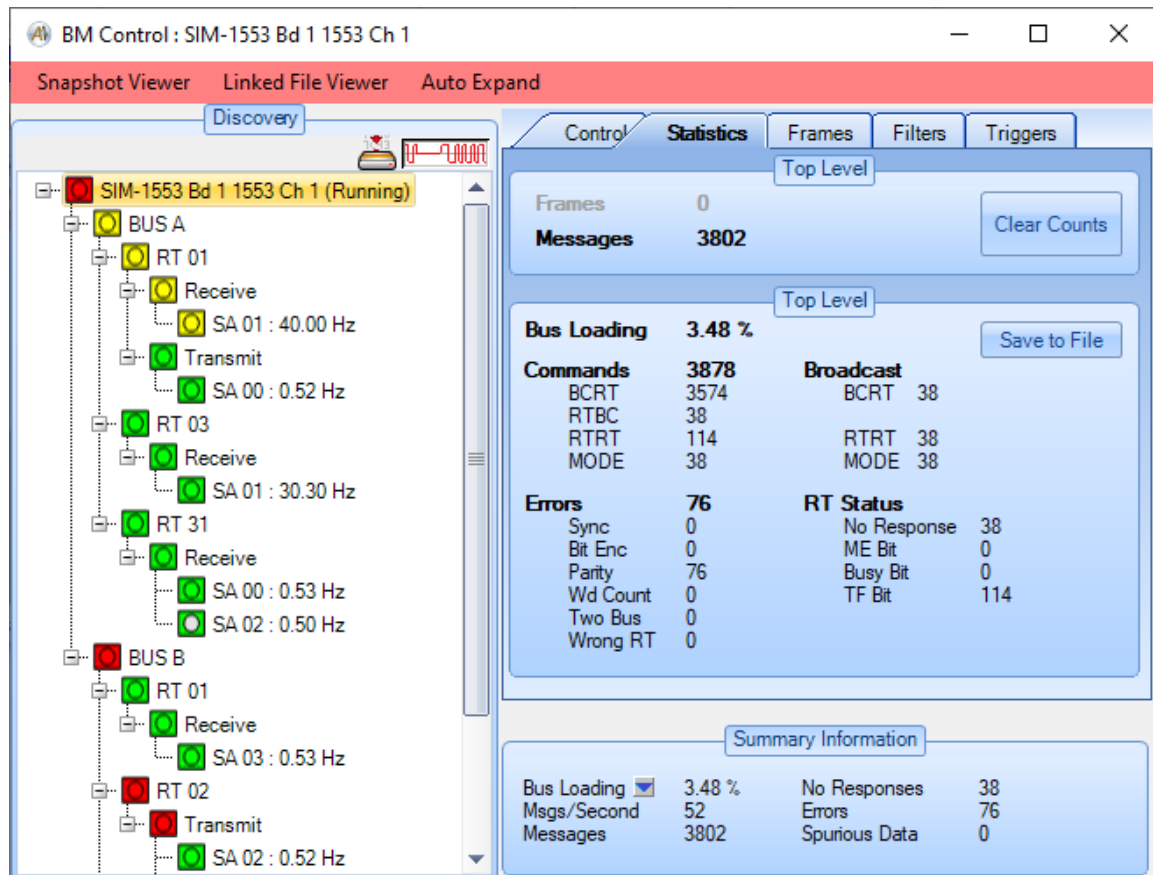 BM Control : SIM-1553 Bd 1 1553 Ch 1
Snapshot Viewer Linked File Viewer Auto Expand
Discovery
SIM-1553 Bd 1 1553 Ch 1 (Running)
BUS A
RT 01
Receive
SA 01 : 40.00 Hz
Transmit
SA 00 : 0.52 Hz
RT 03
Receive
SA 01 : 30.30 Hz
RT 31
Receive
SA 00 : 0.53 Hz
SA 02 : 0.50 Hz
BUS B
RT 01
Receive
SA 03 : 0.53 Hz
RT 02
Transmit
SA 02 : 0.52 Hz
Control Statistics Frames Filters Triggers
Top Level
Frames 0
Clear Counts
Messages 3802
Top Level
Bus Loading 3.48 %
Save to File
Commands 3878 Broadcast
BCRT 3574 BCRT 38
RTBC 38
RTRT 114 RTRT 38
MODE 38 MODE 38
Errors 76 RT Status
Sync 0 No Response 38
Bit Enc 0 ME Bit 0
Parity 76 Busy Bit 0
Wd Count 0 TF Bit 114
Two Bus 0
Wrong RT 0
Summary Information
Bus Loading 3.48 % No Responses 38
Msgs/Second 52 Errors 76
Messages 3802 Spurious Data 0